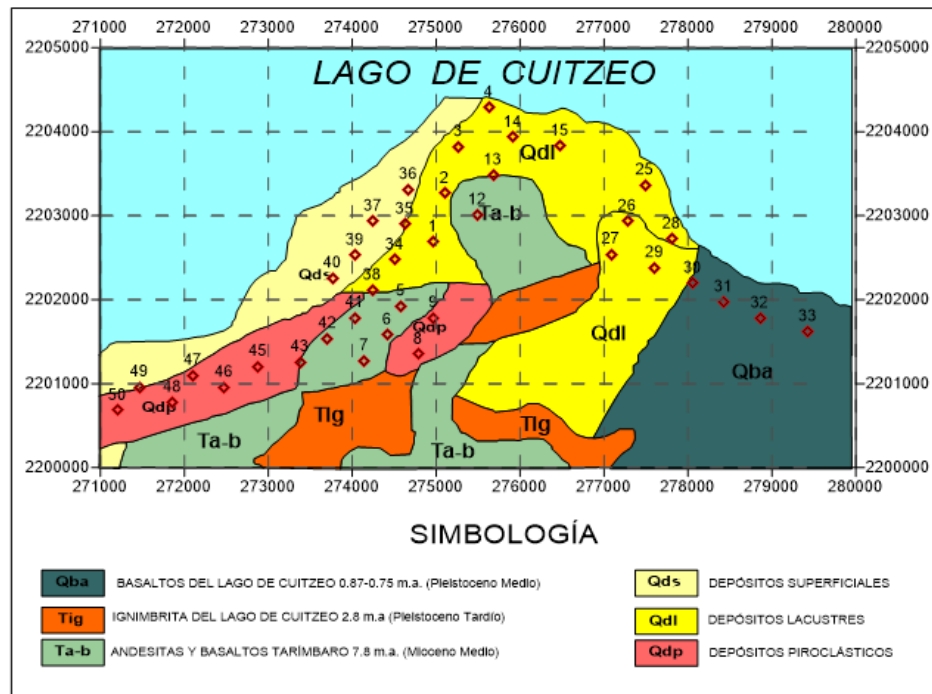 271000 272000 273000 274000 275000 276000 277000 278000 279000 280000
2205000 2205000
LAGO DE CUITZEO
4
2204000 2204000
3 14 15
Qdl
13
36 2 25
2203000 12 2203000
Ta-b
37 35 1 26 28
39 34 27 29
40 Qds
38 30
2202000 2202000
41 5 9 31 32 33
42 6 Qdp
43 7 8 Qdl
47 45
49 46
2201000 2201000
50 48 Qdp
Qba
TIg TIg
Ta-b Ta-b
2200000 2200000
271000 272000 273000 274000 275000 276000 277000 278000 279000 280000
SIMBOLOGÍA
Qba BASALTOS DEL LAGO DE CUITZEO 0.87-0.75 m.a. (Pleistoceno Medio)
Qds DEPÓSITOS SUPERFICIALES
Tig IGNIMBRITA DEL LAGO DE CUITZEO 2.8 m.a (Pleistoceno Tardío)
Qdl DEPÓSITOS LACUSTRES
Ta-b ANDESITAS Y BASALTOS TARÍMBARO 7.8 m.a. (Mioceno Medio)
Qdp DEPÓSITOS PIROCLÁSTICOS